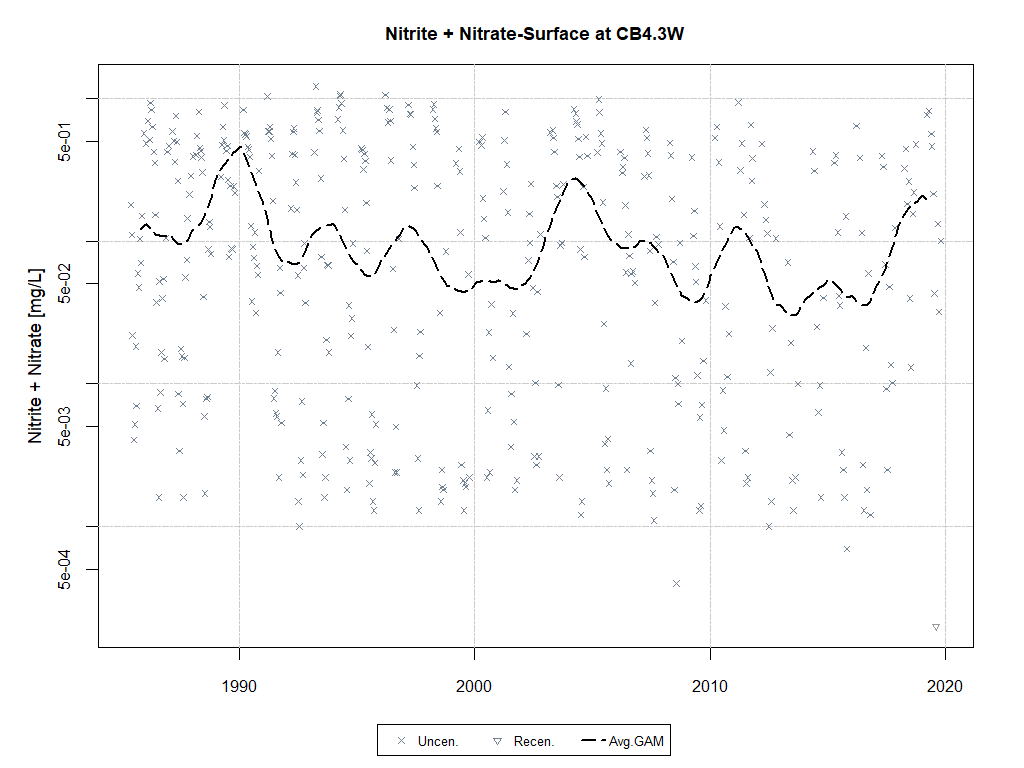 Nitrite + Nitrate-Surface at CB4.3W
Nitrite + Nitrate [mg/L]
5e-01
5e-02
5e-03
5e-04
1990 2000 2010 2020
Uncen. Recen. Avg.GAM